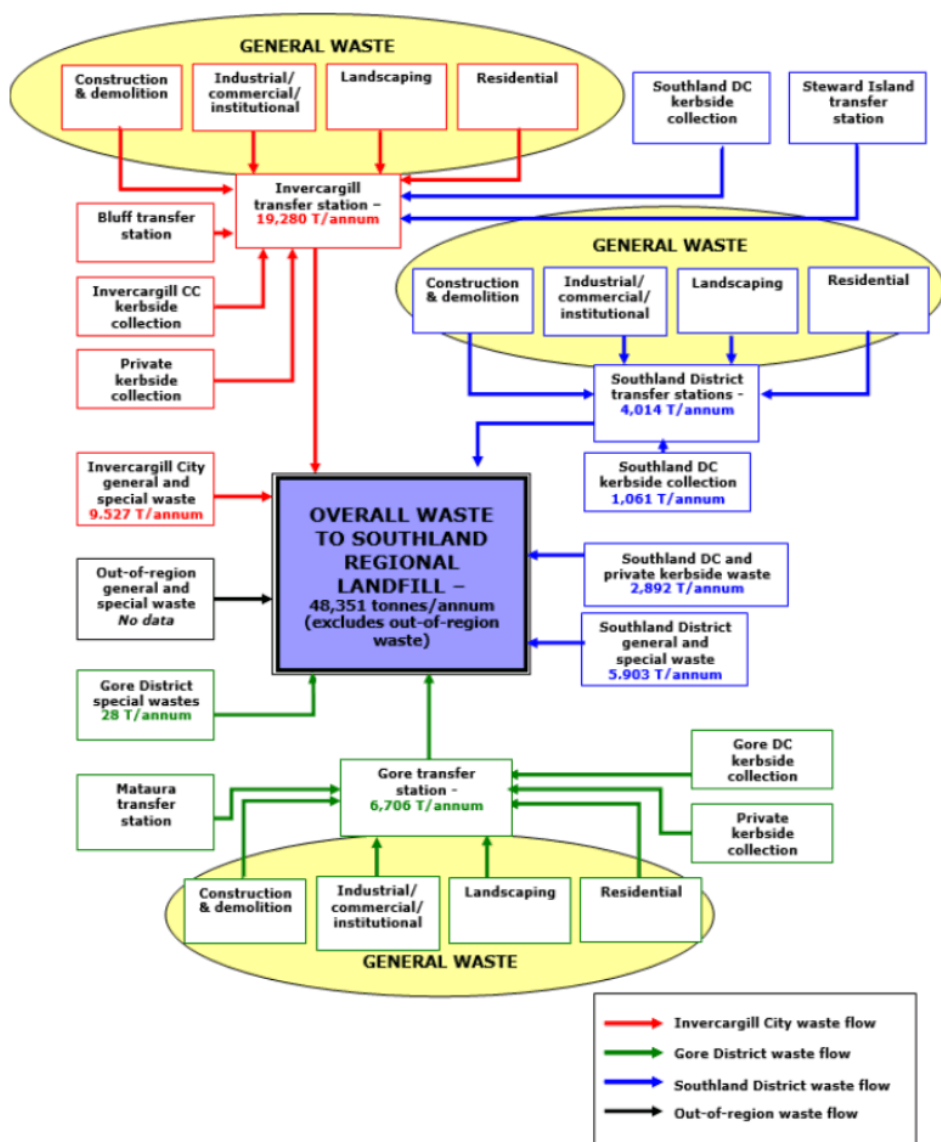 GENERAL WASTE
Construction
& demolition
Industrial/
commercial/
institutional
Landscaping
Residential
Southland DC
kerbside
collection
Steward Island
transfer
station
Invercargill
transfer station –
19,280 T/annum
Bluff transfer
station
Invercargill CC
kerbside
collection
Private
kerbside
collection
GENERAL WASTE
Construction
& demolition
Industrial/
commercial/
institutional
Landscaping
Residential
Southland District
transfer stations -
4,014 T/annum
Southland DC
kerbside collection
1,061 T/annum
Invercargill City
general and
special waste
9.527 T/annum
OVERALL WASTE
TO SOUTHLAND
REGIONAL
LANDFILL –
48,351 tonnes/annum
(excludes out-of-region
waste)
Out-of-region
general and
special waste
No data
Southland DC and
private kerbside waste
2,892 T/annum
Southland District
general and
special waste
5.903 T/annum
Gore District
special wastes
28 T/annum
Mataura
transfer
station
Gore transfer
station -
6,706 T/annum
Gore DC
kerbside
collection
Private
kerbside
collection
Construction
& demolition
Industrial/
commercial/
institutional
Landscaping
Residential
GENERAL WASTE
Invercargill City waste flow
Gore District waste flow
Southland District waste flow
Out-of-region waste flow